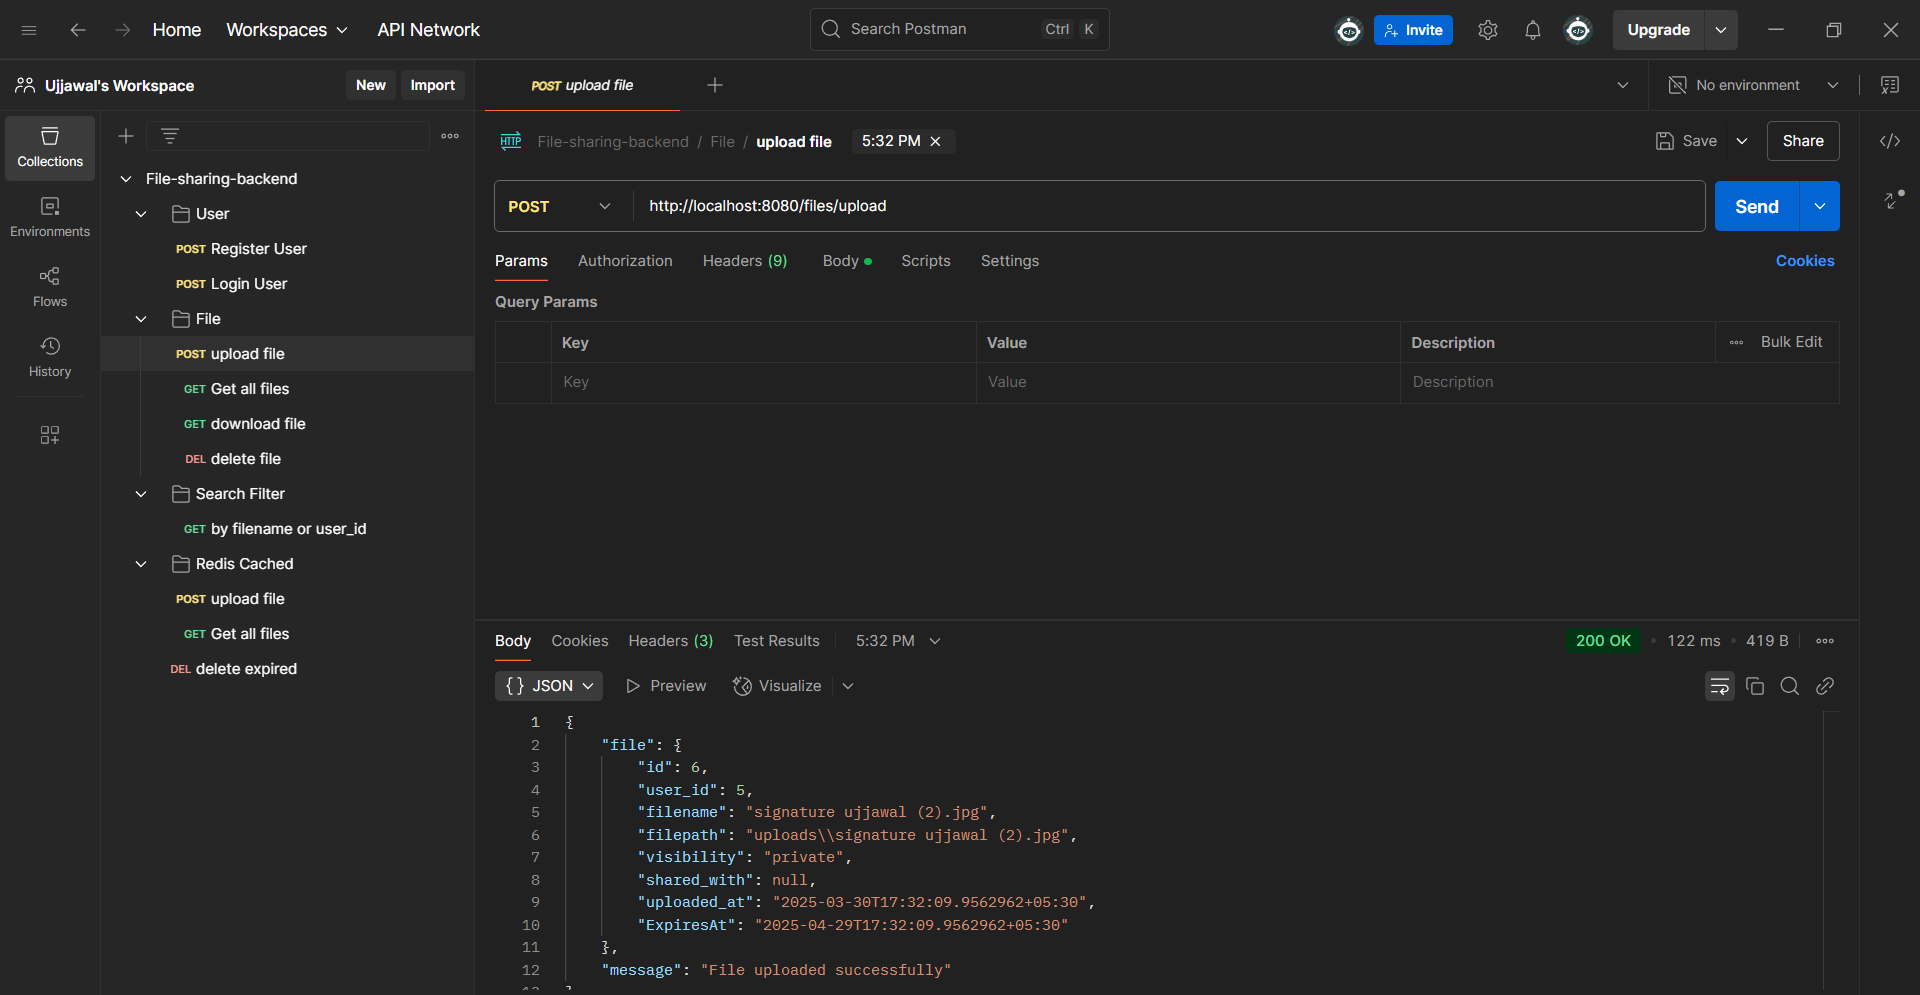 Home Workspaces API Network Search Postman Ctrl K Invite Upgrade
Ujjawal's Workspace New Import POST upload file No environment
Collections
Environments
Flows
History
File-sharing-backend
User
POST Register User
POST Login User
File
POST upload file
GET Get all files
GET download file
DEL delete file
Search Filter
GET by filename or user_id
Redis Cached
POST upload file
GET Get all files
DEL delete expired
HTTP File-sharing-backend / File / upload file 5:32 PM Save Share
POST http://localhost:8080/files/upload Send
Params Authorization Headers (9) Body Scripts Settings Cookies
Query Params
Key Value Description Bulk Edit
Key Value Description
Body Cookies Headers (3) Test Results 5:32 PM 200 OK 122 ms 419 B
{} JSON Preview Visualize
1 {
2 "file": {
3 "id": 6,
4 "user_id": 5,
5 "filename": "signature ujjawal (2).jpg",
6 "filepath": "uploads\\signature ujjawal (2).jpg",
7 "visibility": "private",
8 "shared_with": null,
9 "uploaded_at": "2025-03-30T17:32:09.9562962+05:30",
10 "ExpiresAt": "2025-04-29T17:32:09.9562962+05:30"
11 },
12 "message": "File uploaded successfully"